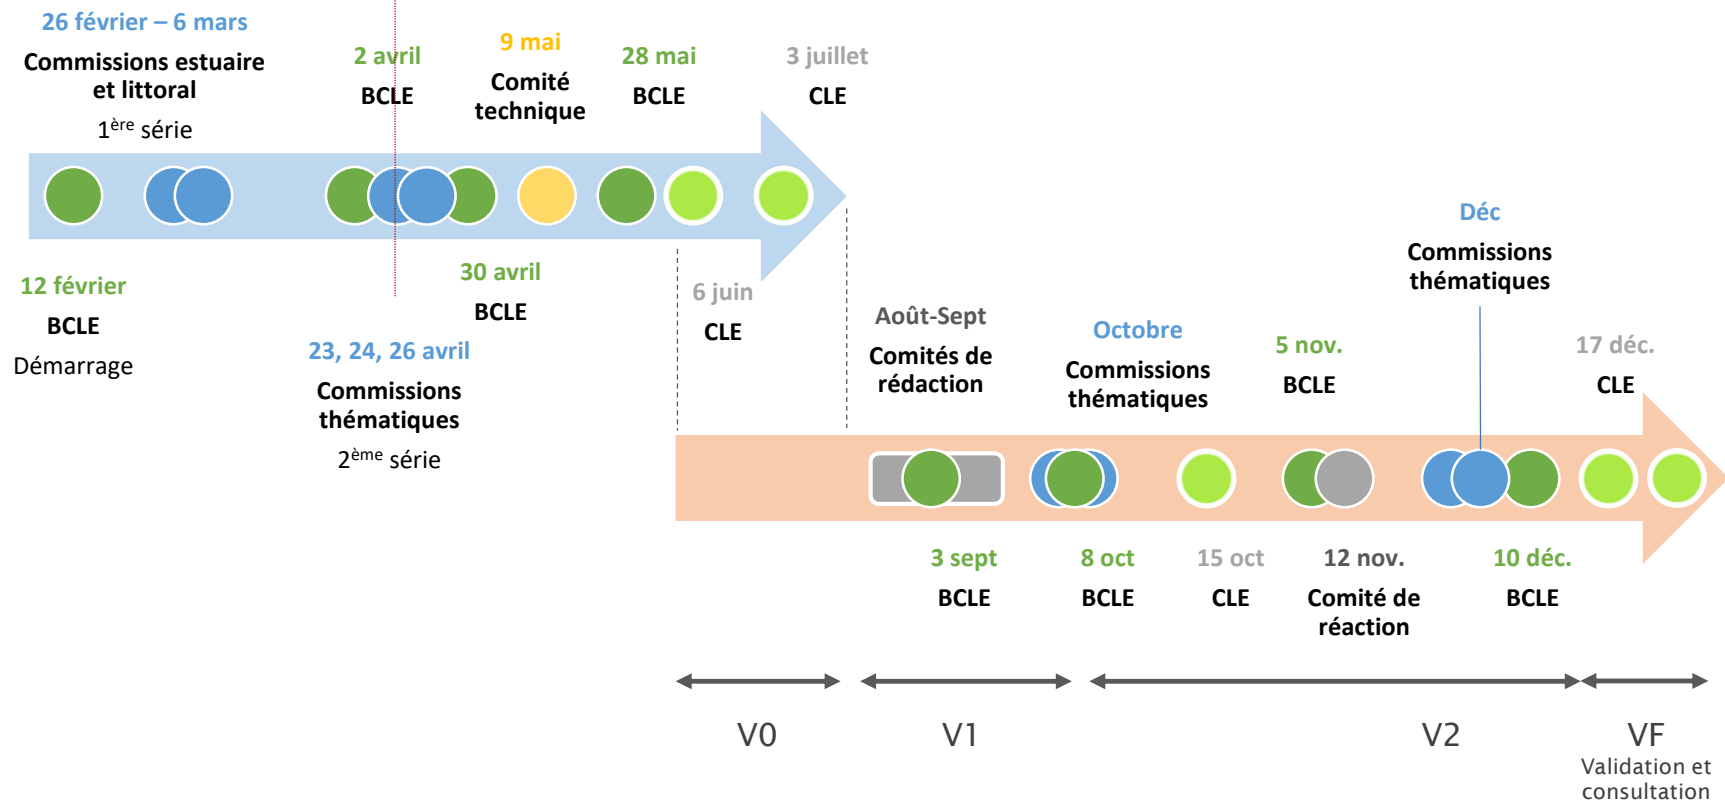 26 février – 6 mars
Commissions estuaire
et littoral
1ère série
2 avril
BCLE
9 mai
Comité
technique
28 mai
BCLE
3 juillet
CLE
12 février
BCLE
Démarrage
23, 24, 26 avril
Commissions
thématiques
2ème série
30 avril
BCLE
6 juin
CLE
Août-Sept
Comités de
rédaction
Octobre
Commissions
thématiques
5 nov.
BCLE
Déc
Commissions
thématiques
17 déc.
CLE
3 sept
BCLE
8 oct
BCLE
15 oct
CLE
12 nov.
Comité de
réaction
10 déc.
BCLE
V0
V1
V2
VF
Validation et
consultation